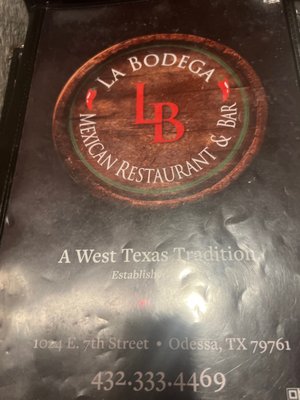 La Bodega
LB
Mexican Restaurant & Bar
A West Texas Tradition
1024 E. 7th Street • Odessa, TX 79761
432.333.4469